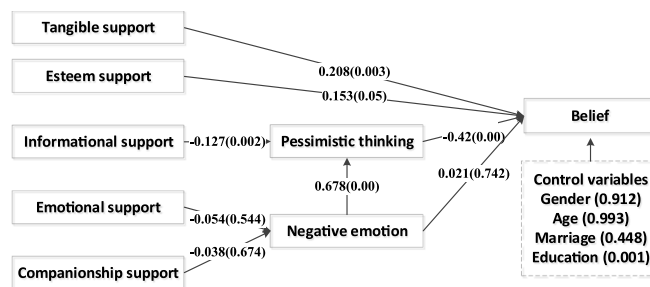 Tangible support
0.208(0.003)
Esteem support
0.153(0.05)
Belief
Informational support
-0.127(0.002)
Pessimistic thinking
-0.42(0.00)
0.021(0.742)
0.678(0.00)
Control variables
Gender (0.912)
Age (0.993)
Marriage (0.448)
Education (0.001)
Emotional support
-0.054(0.544)
Negative emotion
-0.038(0.674)
Companionship support